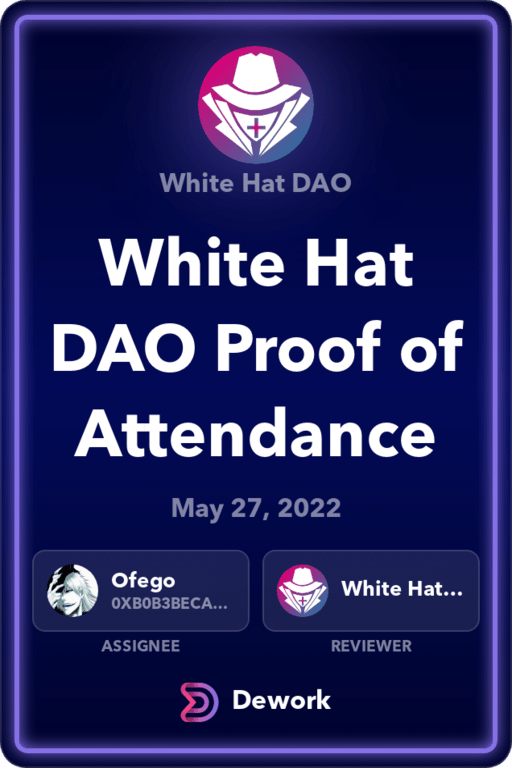 White Hat DAO
White Hat
DAO Proof of
Attendance
May 27, 2022
Ofego
0XB0B3BECA...
White Hat...
ASSIGNEE
REVIEWER
Dework